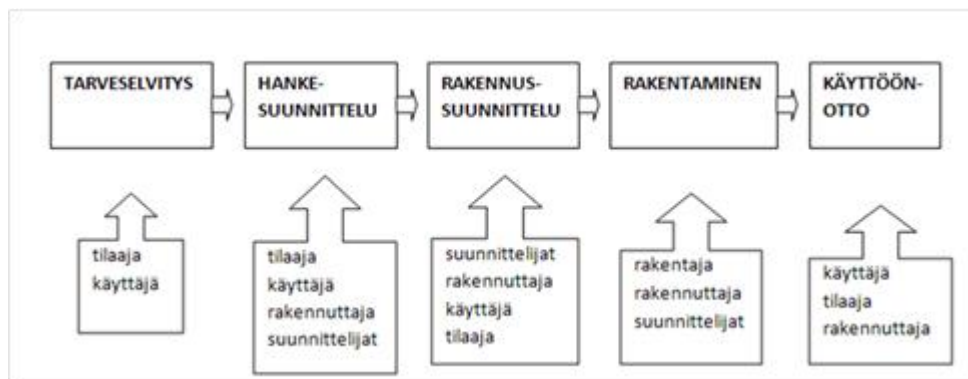 TARVESELVITYS
HANKE-
SUUNNITTELU
RAKENNUS-
SUUNNITTELU
RAKENTAMINEN
KÄYTTÖÖN-
OTTO
tilaaja
käyttäjä
tilaaja
käyttäjä
rakennuttaja
suunnittelijat
suunnittelijat
rakennuttaja
käyttäjä
tilaaja
rakentaja
rakennuttaja
suunnittelijat
käyttäjä
tilaaja
rakennuttaja